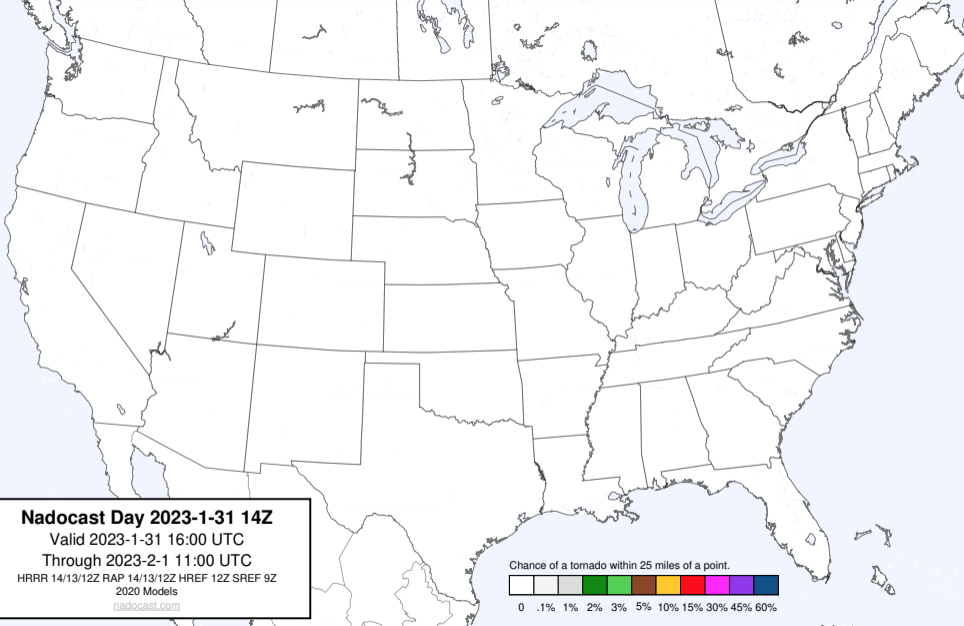 Nadocast Day 2023-1-31 14Z
Valid 2023-1-31 16:00 UTC
Through 2023-2-1 11:00 UTC
HRRR 14/13/12Z RAP 14/13/12Z HREF 12Z SREF 9Z
2020 Models
nadocast.com
Chance of a tornado within 25 miles of a point.
0 .1% 1% 2% 3% 5% 10% 15% 30% 45% 60%